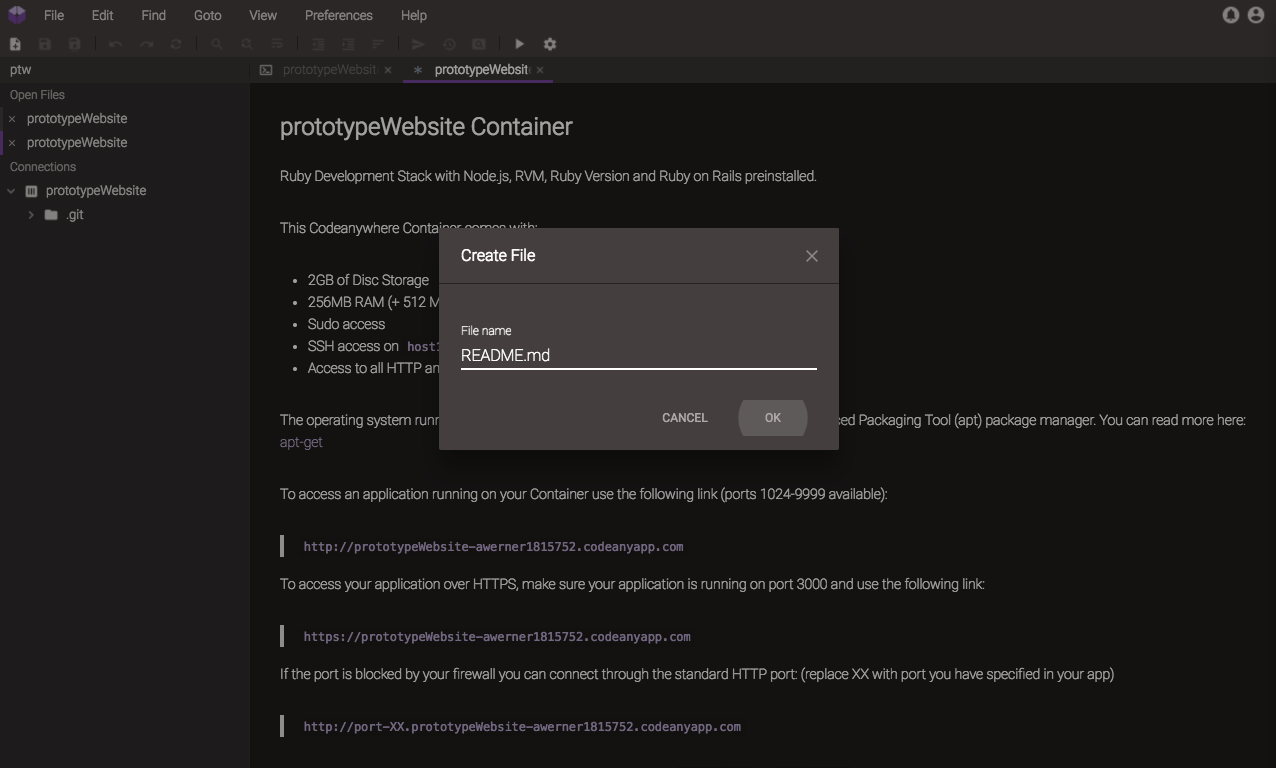 File Edit Find Goto View Preferences Help
ptw
prototypeWebsit
prototypeWebsit
Open Files
prototypeWebsite
prototypeWebsite
Connections
prototypeWebsite
.git
prototypeWebsite Container
Ruby Development Stack with Node.js, RVM, Ruby Version and Ruby on Rails preinstalled.
This Codeanywhere Container comes with:
2GB of Disc Storage
256MB RAM (+ 512 M
Sudo access
SSH access on host
Access to all HTTP an
Create File
File name
README.md
CANCEL OK
The operating system runn
ed Packaging Tool (apt) package manager. You can read more here:
apt-get
To access an application running on your Container use the following link (ports 1024-9999 available):
http://prototypeWebsite-awerner1815752.codeanyapp.com
To access your application over HTTPS, make sure your application is running on port 3000 and use the following link:
https://prototypeWebsite-awerner1815752.codeanyapp.com
If the port is blocked by your firewall you can connect through the standard HTTP port: (replace XX with port you have specified in your app)
http://port-XX.prototypeWebsite-awerner1815752.codeanyapp.com